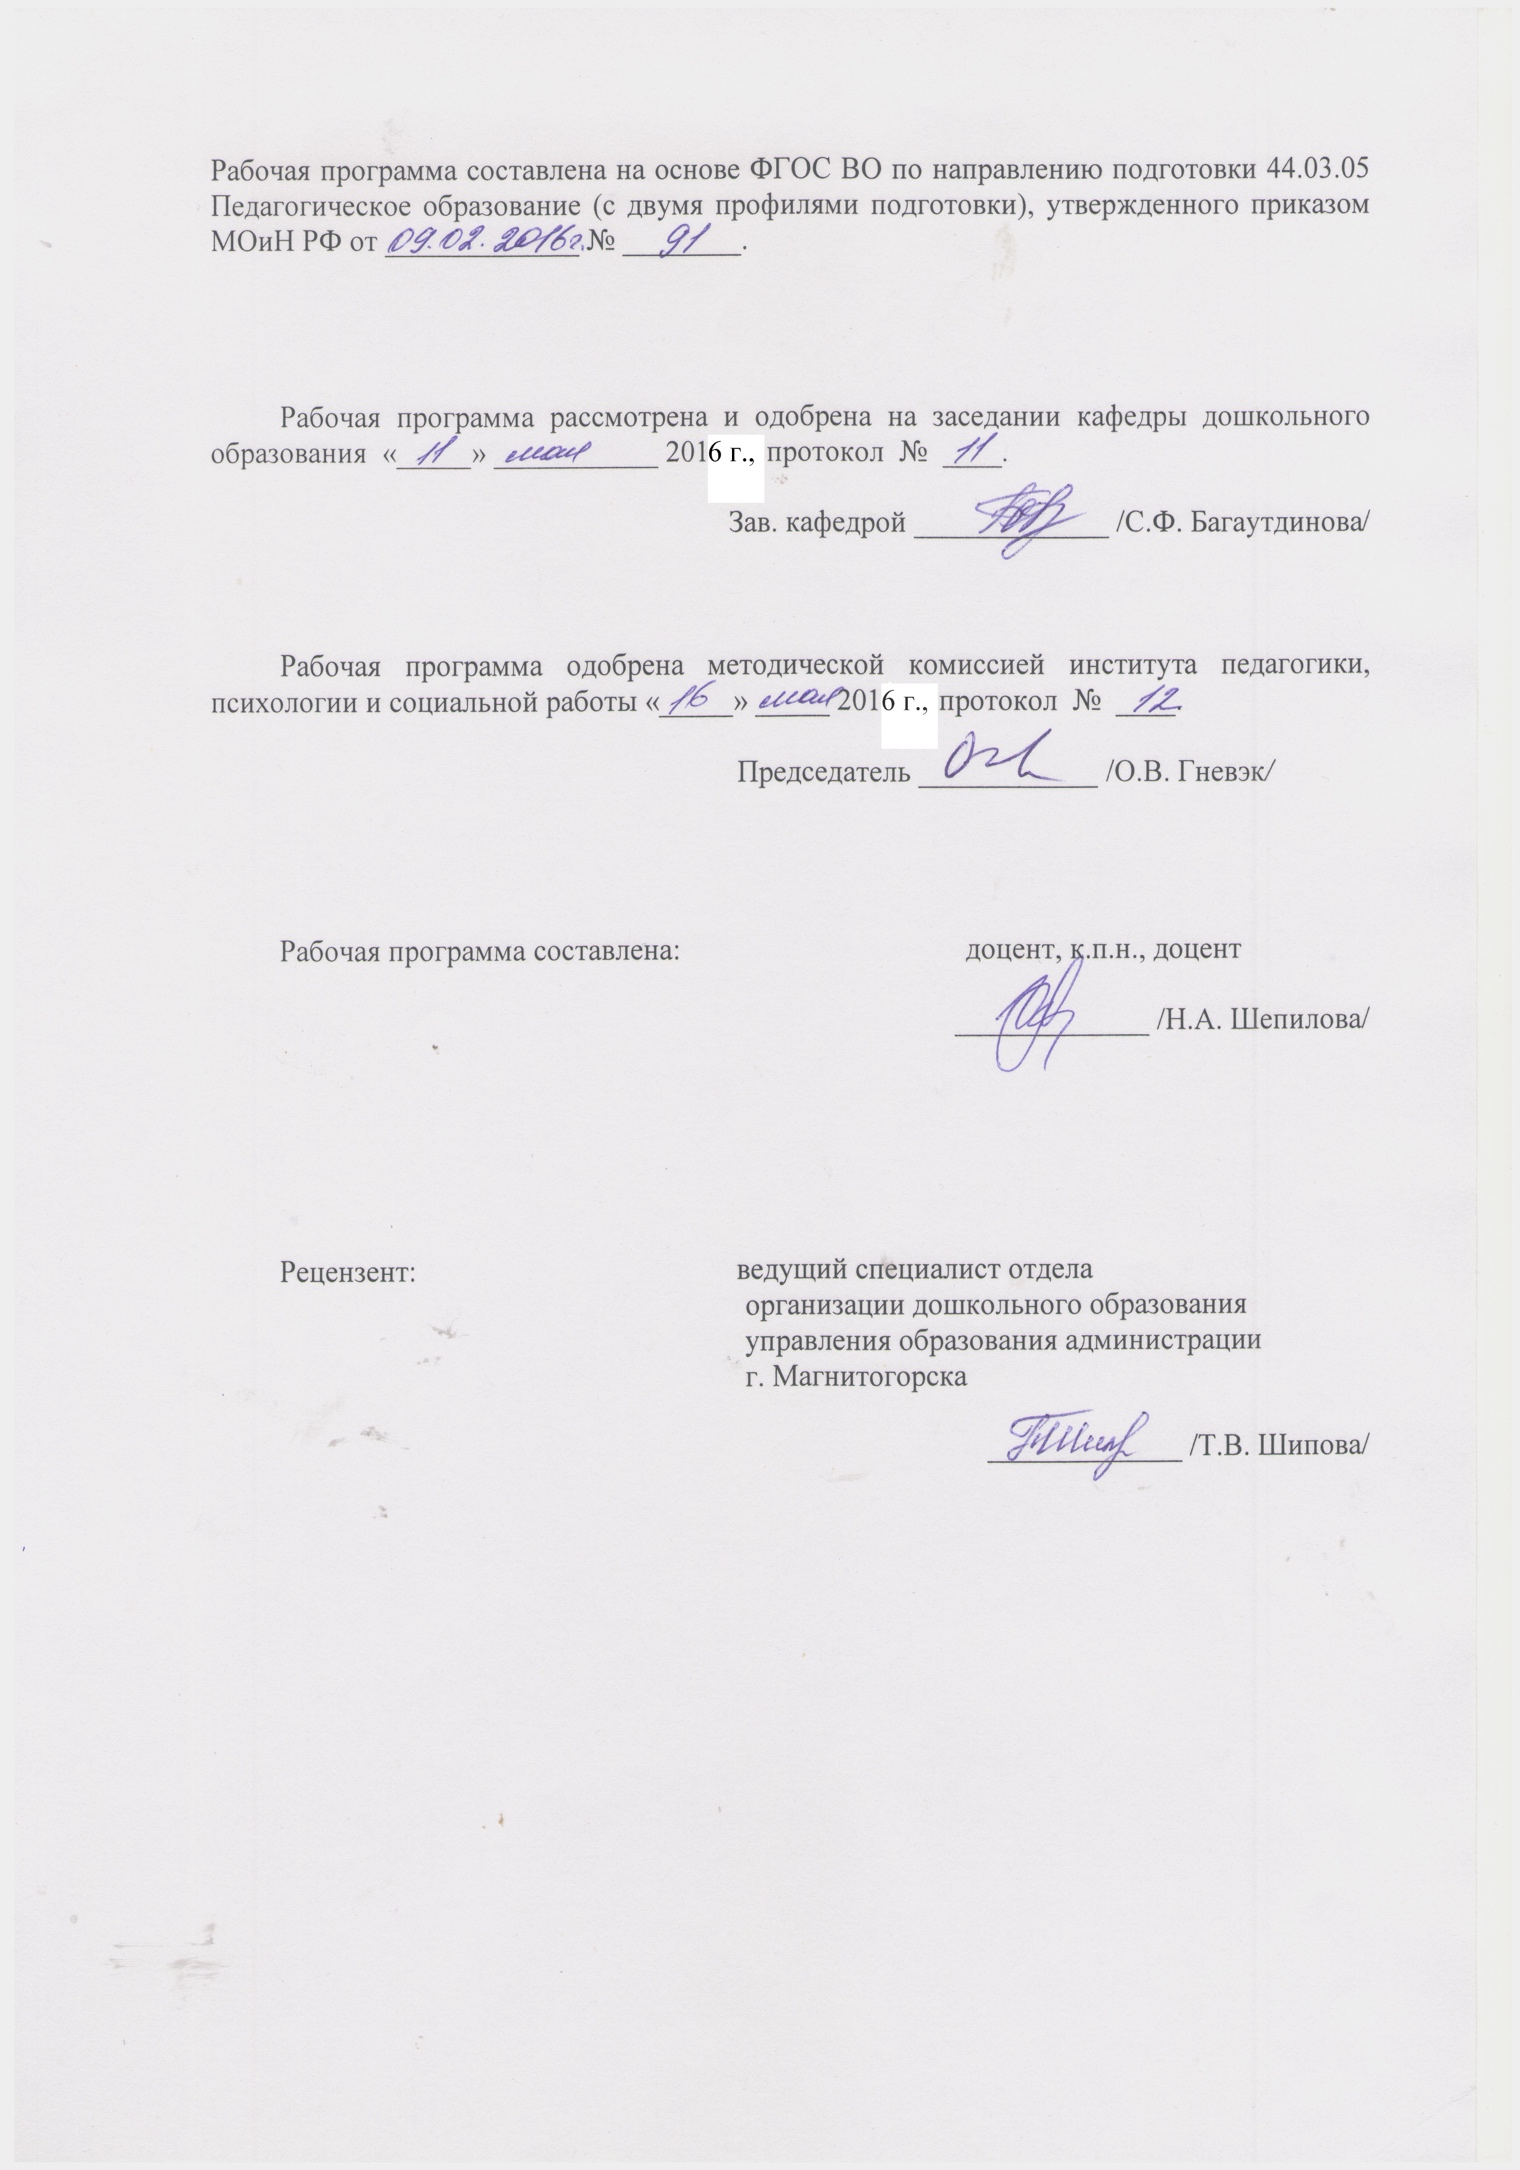 Рабочая программа составлена на основе ФГОС ВО по направлению подготовки 44.03.05
Педагогическое образование (с двумя профилями подготовки), утвержденного приказом
МОиН РФ от 09.02.2016г. № 91.
Рабочая программа рассмотрена и одобрена на заседании кафедры дошкольного
образования «11» мая 2016 г., протокол № 11.
Зав. кафедрой /С.Ф. Багаутдинова/
Рабочая программа одобрена методической комиссией института педагогики,
психологии и социальной работы «16» мая 2016 г., протокол № 12.
Председатель /О.В. Гневэк/
Рабочая программа составлена: доцент, к.п.н., доцент
/Н.А. Шепилова/
Рецензент: ведущий специалист отдела
организации дошкольного образования
управления образования администрации
г. Магнитогорска
/Т.В. Шипова/